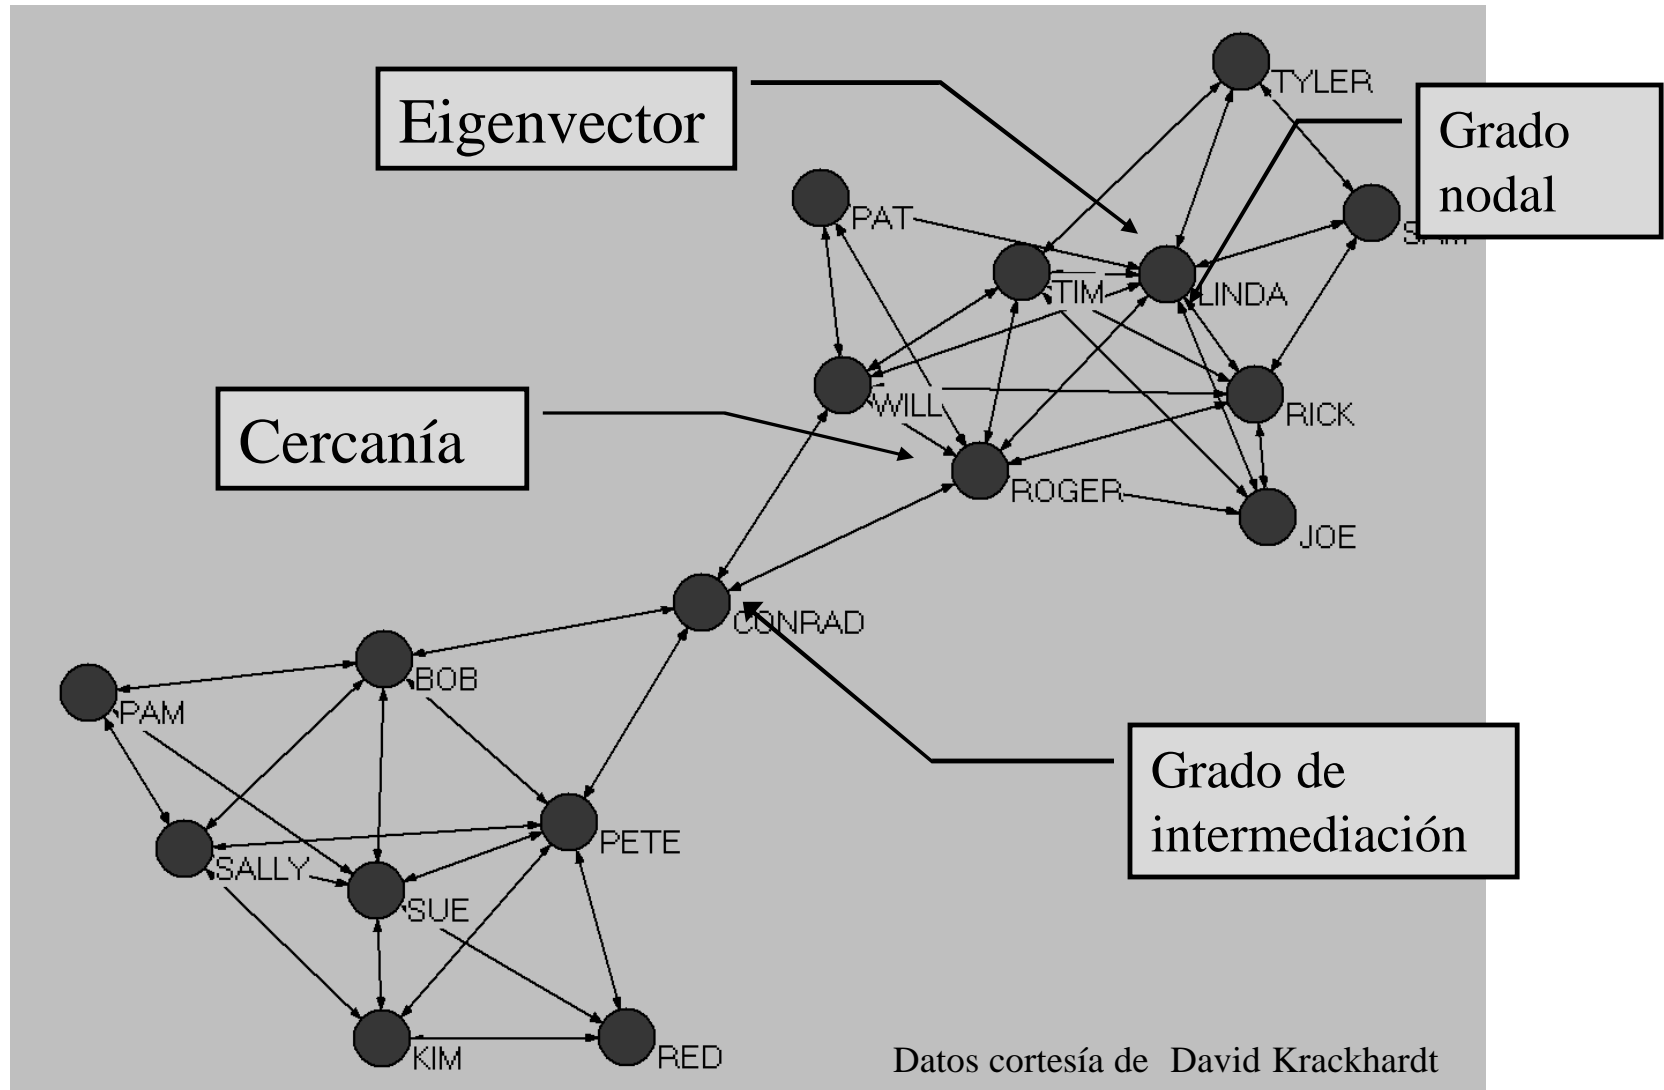 TYLER
Eigenvector
Grado
nodal
PAT
TIM
LINDA
WILL
RICK
Cercanía
ROGER
JOE
CONRAD
BOB
PAM
Grado de
intermediación
PETE
SALLY
SUE
KIM
RED
Datos cortesía de David Krackhardt